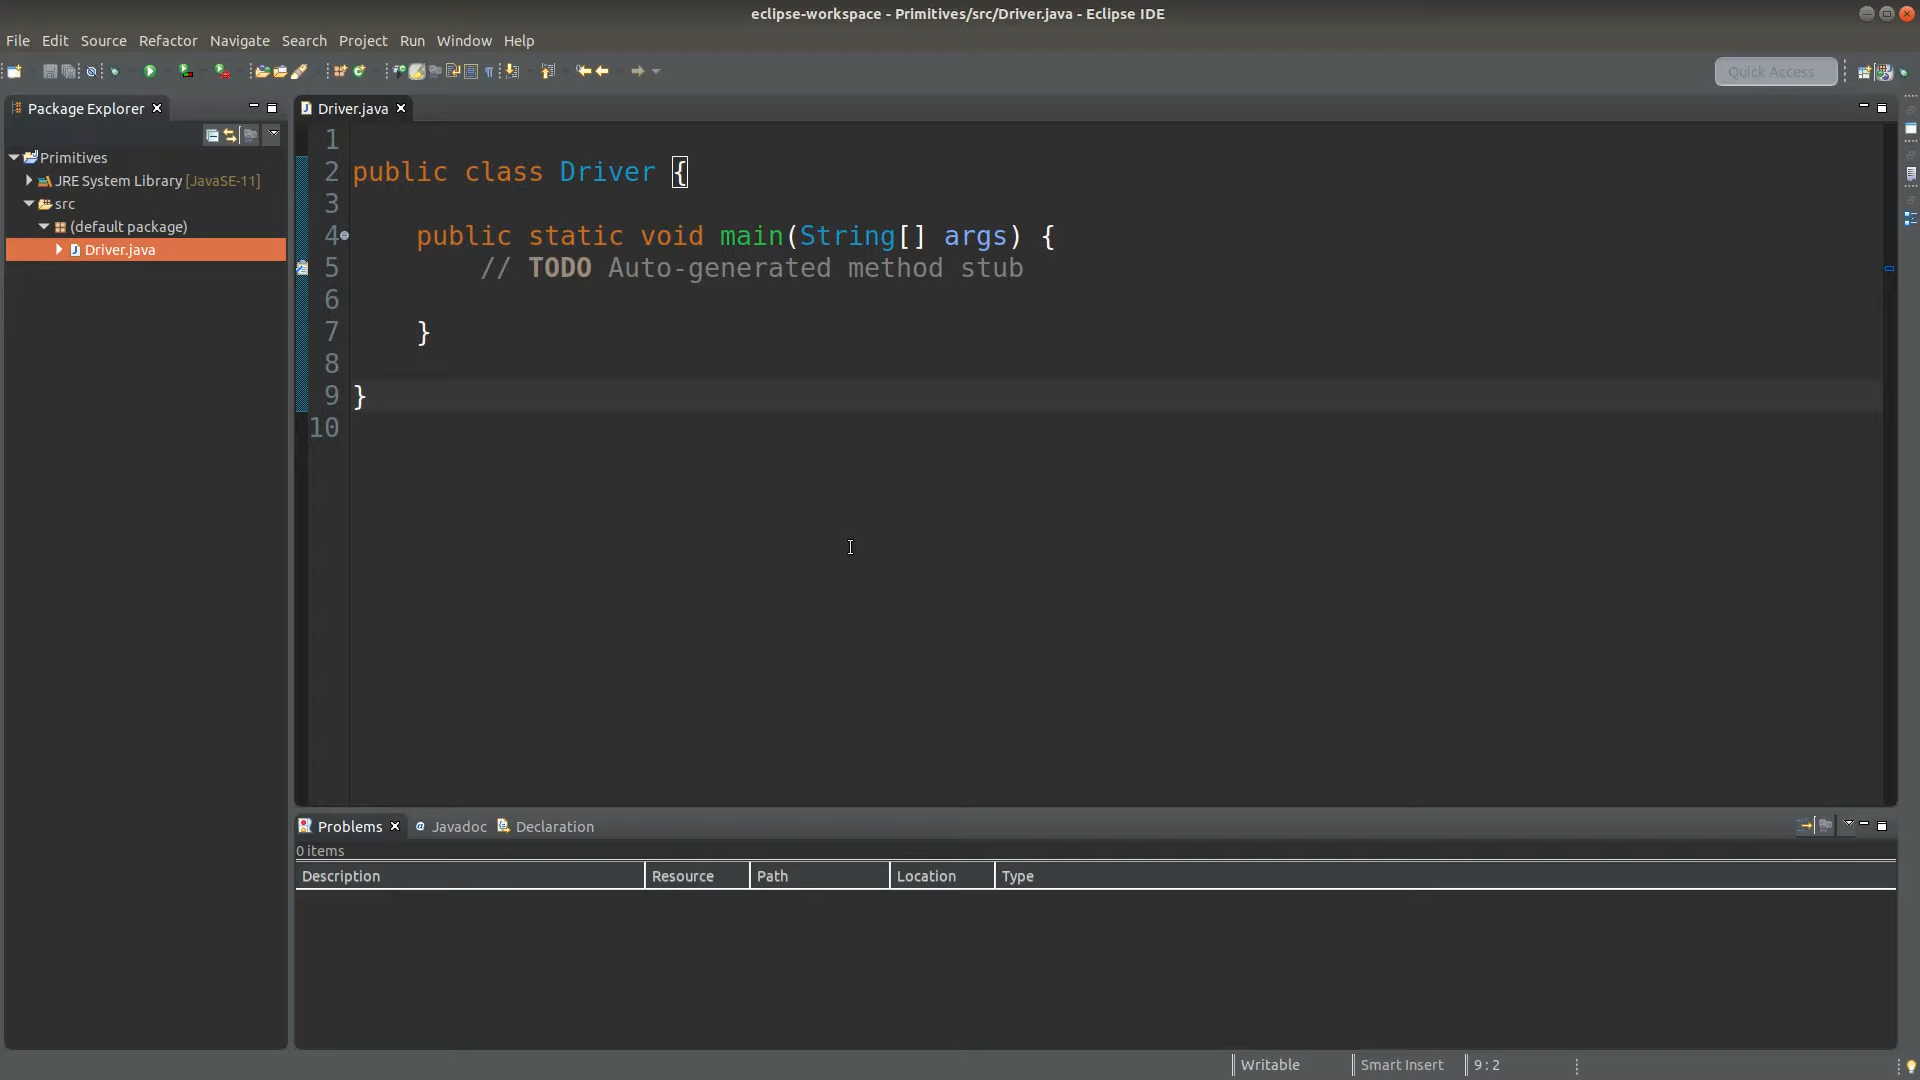 eclipse-workspace - Primitives/src/Driver.java - Eclipse IDE
File Edit Source Refactor Navigate Search Project Run Window Help
Quick Access
Package Explorer
Primitives
JRE System Library [JavaSE-11]
src
(default package)
Driver.java
Driver.java
1
2 public class Driver {
3
4 public static void main(String[] args) {
5 // TODO Auto-generated method stub
6
7 }
8
9 }
10
Problems Javadoc Declaration
0 items
Description Resource Path Location Type
Writable Smart Insert 9 : 2